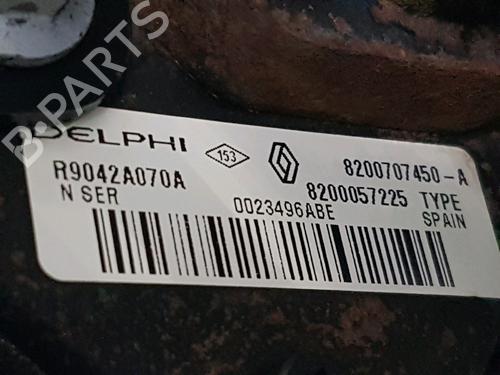 B-PARTS
DELPHI 153 8200707450-A
R9042A070A 8200057225 TYPE
N SER 0023496ABE SPAIN